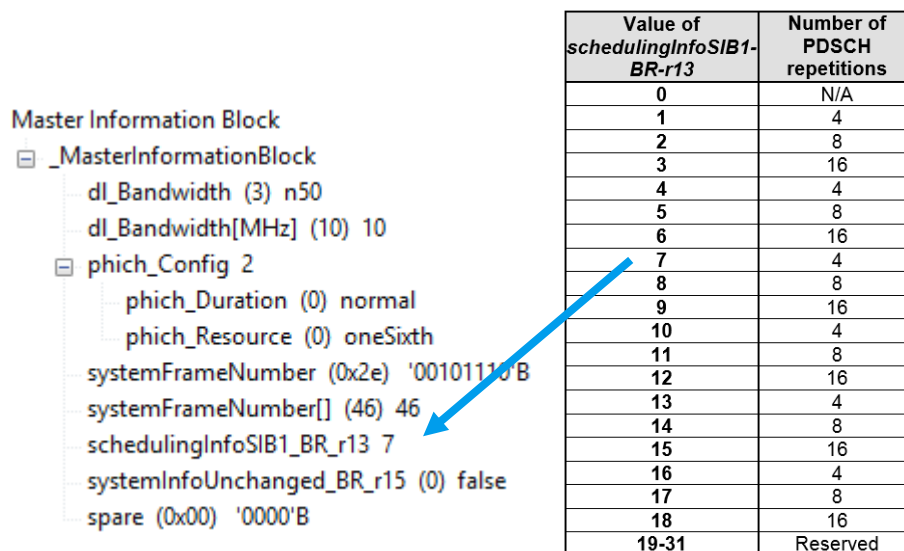 Master Information Block
_MasterInformationBlock
dl_Bandwidth (3) n50
dl_Bandwidth[MHz] (10) 10
phich_Config 2
phich_Duration (0) normal
phich_Resource (0) oneSixth
systemFrameNumber (0x2e) '00101110'B
systemFrameNumber[] (46) 46
schedulingInfoSIB1_BR_r13 7
systemInfoUnchanged_BR_r15 (0) false
spare (0x00) '0000'B
Value of schedulingInfoSIB1-BR-r13 Number of PDSCH repetitions
0 N/A
1 4
2 8
3 16
4 4
5 8
6 16
7 4
8 8
9 16
10 4
11 8
12 16
13 4
14 8
15 16
16 4
17 8
18 16
19-31 Reserved